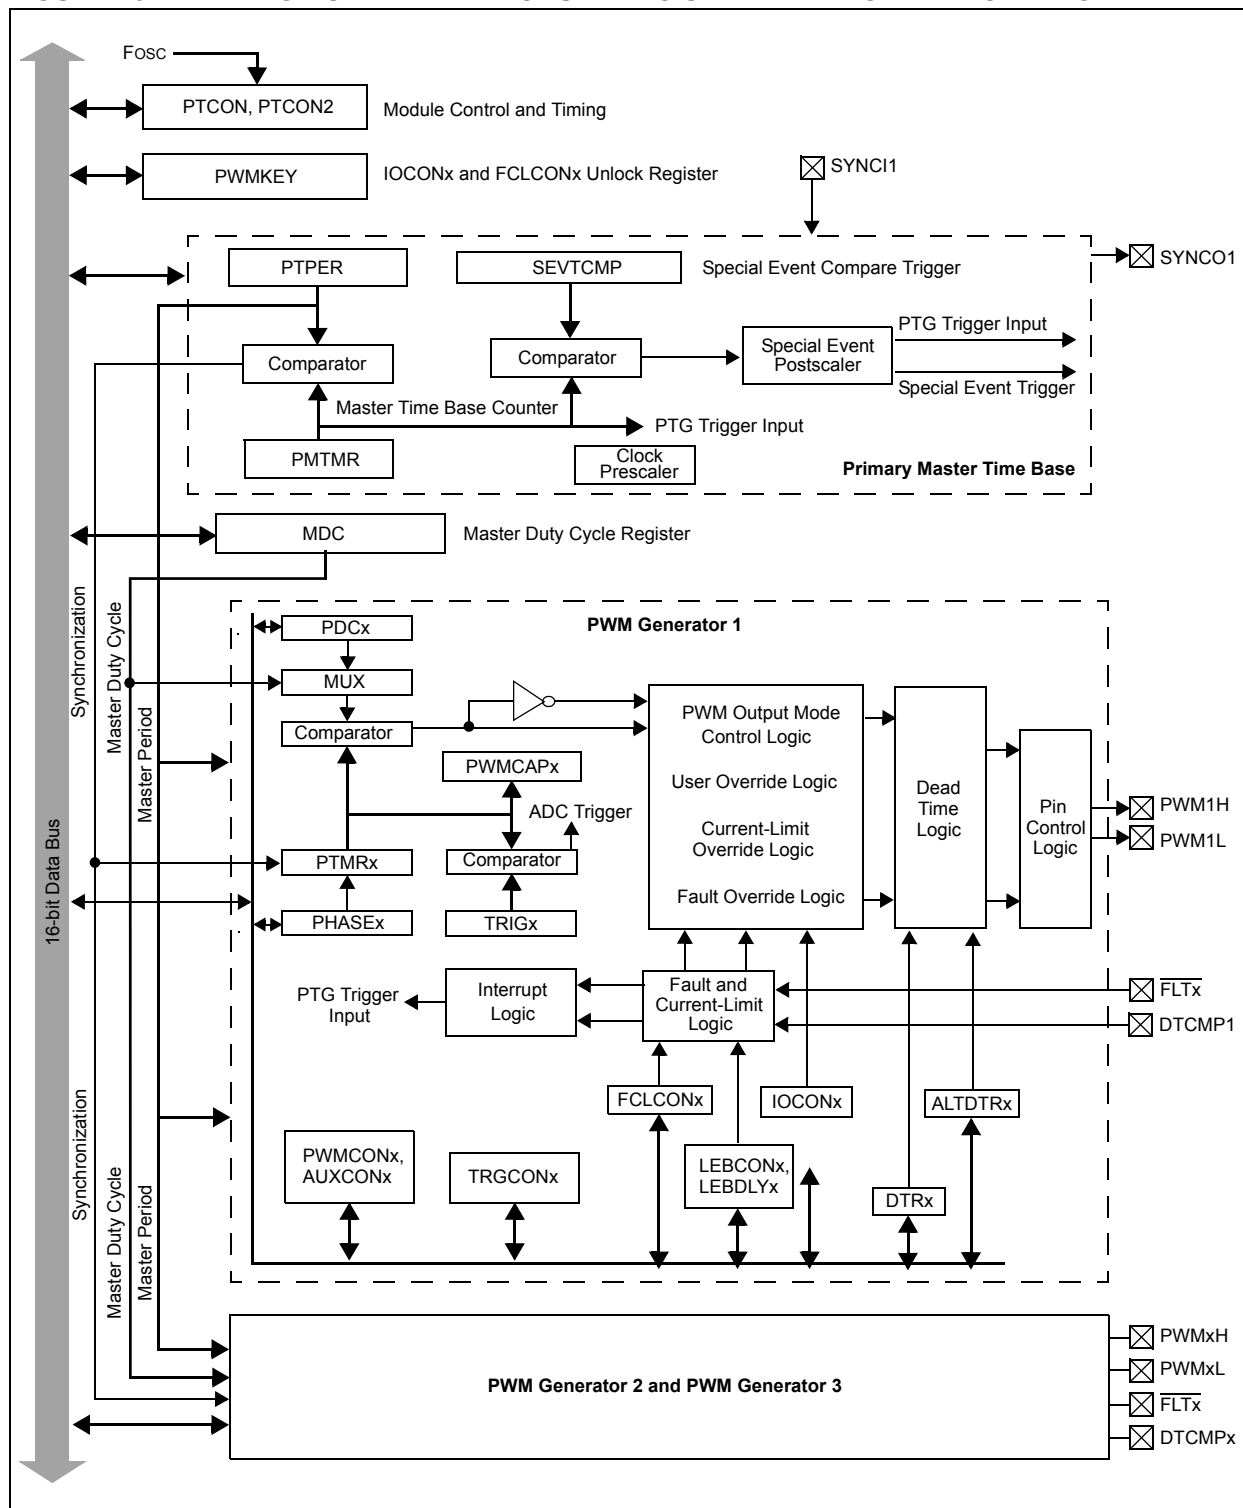 Fosc
PTCON, PTCON2
Module Control and Timing
PWMKEY
IOCONx and FCLCONx Unlock Register
SYNCI1
SYNCO1
PTPER
SEVTCMP
Special Event Compare Trigger
Comparator
Comparator
Special Event
Postscaler
PTG Trigger Input
Special Event Trigger
Master Time Base Counter
PTG Trigger Input
PMTMR
Clock
Prescaler
Primary Master Time Base
MDC
Master Duty Cycle Register
Synchronization
Master Duty Cycle
Master Period
16-bit Data Bus
PWM Generator 1
PDCx
MUX
Comparator
PWMCAPx
ADC Trigger
PTMRx
Comparator
PHASEx
TRIGx
PWM Output Mode
Control Logic
User Override Logic
Current-Limit
Override Logic
Fault Override Logic
Dead
Time
Logic
Pin
Control
Logic
PWM1H
PWM1L
PTG Trigger
Input
Interrupt
Logic
Fault and
Current-Limit
Logic
FLTx
DTCMP1
FCLCONx
IOCONx
ALTDTRx
PWMCONx,
AUXCONx
TRGCONx
LEBCONx,
LEBDLYx
DTRx
Synchronization
Master Duty Cycle
Master Period
PWM Generator 2 and PWM Generator 3
PWMxH
PWMxL
FLTx
DTCMPx